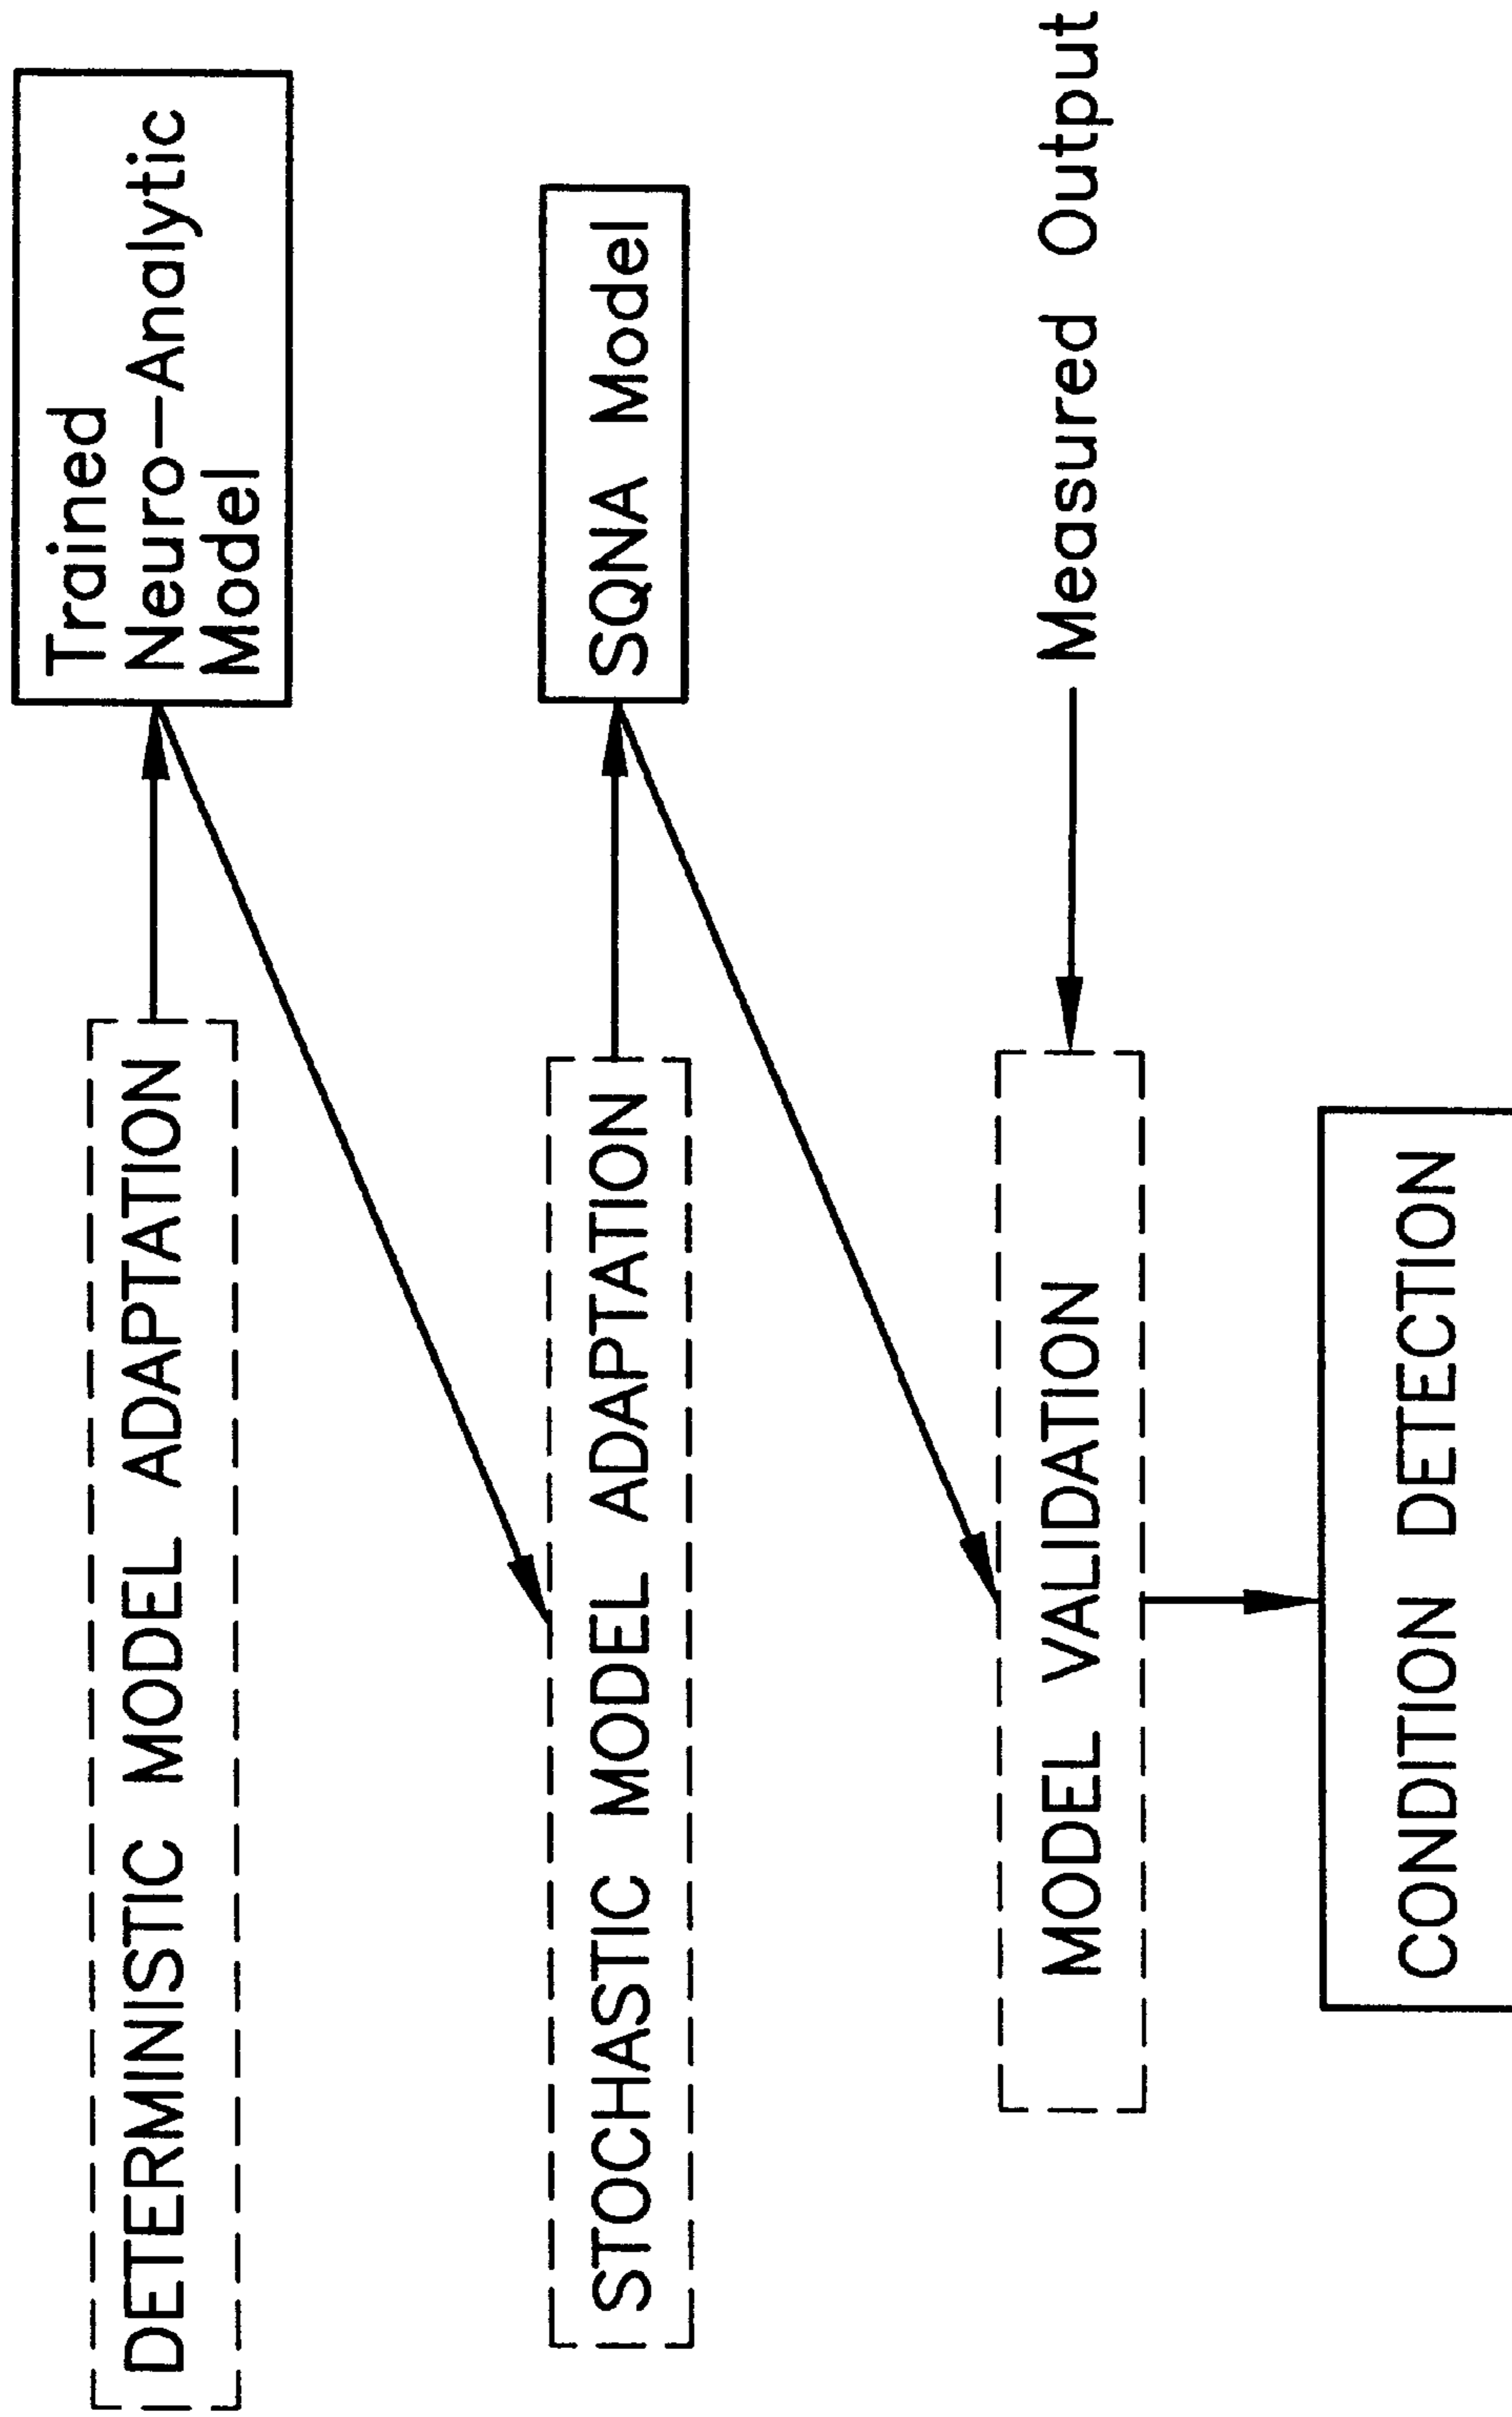 DETERMINISTIC MODEL ADAPTATION
Trained
Neuro-Analytic
Model
STOCHASTIC MODEL ADAPTATION
SQNA Model
MODEL VALIDATION
Measured Output
CONDITION DETECTION